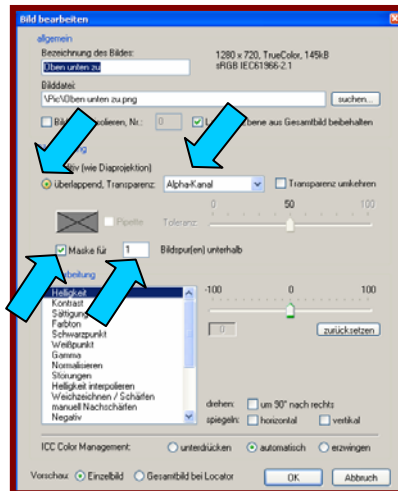 Bild bearbeiten
allgemein
Bezeichnung des Bildes:
1280 x 720, TrueColor, 145kB
Oben unten zu
sRGB IEC61966-2.1
Bilddatei:
\Pic\Oben unten zu.png
suchen...
Nr.: 0
aus Gesamtbild beibehalten
(wie Diaprojektion)
überlappend, Transparenz: Alpha-Kanal
Transparenz umkehren
0 50 100
Pipette Toleranz:
Maske für 1 Bildspur(en) unterhalb
Helligkeit
-100 0 100
Kontrast
Sättigung
Farbton
0 zurücksetzen
Schwarzpunkt
Weißpunkt
Gamma
Normalisieren
Störungen
Helligkeit interpolieren
Weichzeichnen / Schärfen
drehen: um 90° nach rechts
manuell Nachschärfen
Negativ
spiegeln: horizontal vertikal
ICC Color Management: unterdrücken automatisch erzwingen
Vorschau: Einzelbild Gesamtbild bei Locator OK Abbruch